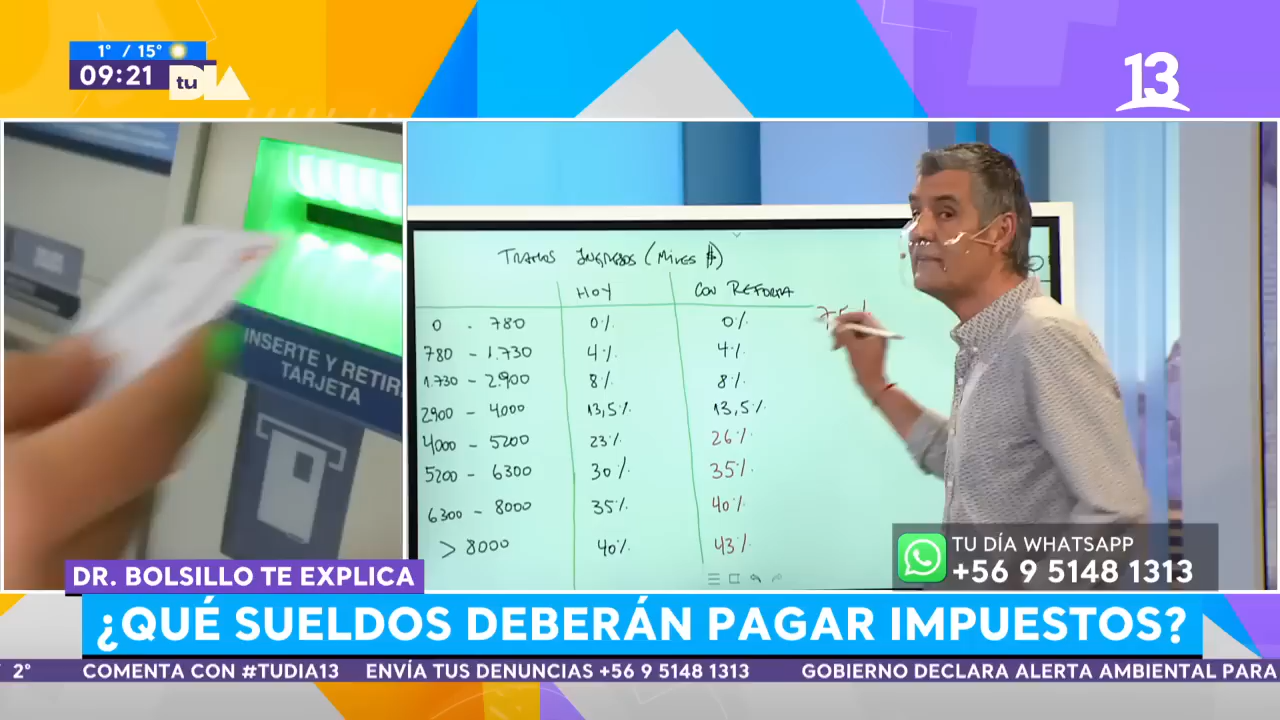 1° / 15°
09:21
tu DÍA
13
INSERTE Y RETIR
TARJETA
TRAMOS INGRESOS (MILES $)
HOY CON REFORMA
0 - 780 0% 0%
780 - 1.730 4% 4%
1.730 - 2.900 8% 8%
2900 - 4000 13,5% 13,5%
4000 - 5200 23% 26%
5200 - 6300 30% 35%
6300 - 8000 35% 40%
> 8000 40% 43%
TU DÍA WHATSAPP
+56 9 5148 1313
DR. BOLSILLO TE EXPLICA
¿QUÉ SUELDOS DEBERÁN PAGAR IMPUESTOS?
2° COMENTA CON #TUDIA13 ENVÍA TUS DENUNCIAS +56 9 5148 1313 GOBIERNO DECLARA ALERTA AMBIENTAL PARA